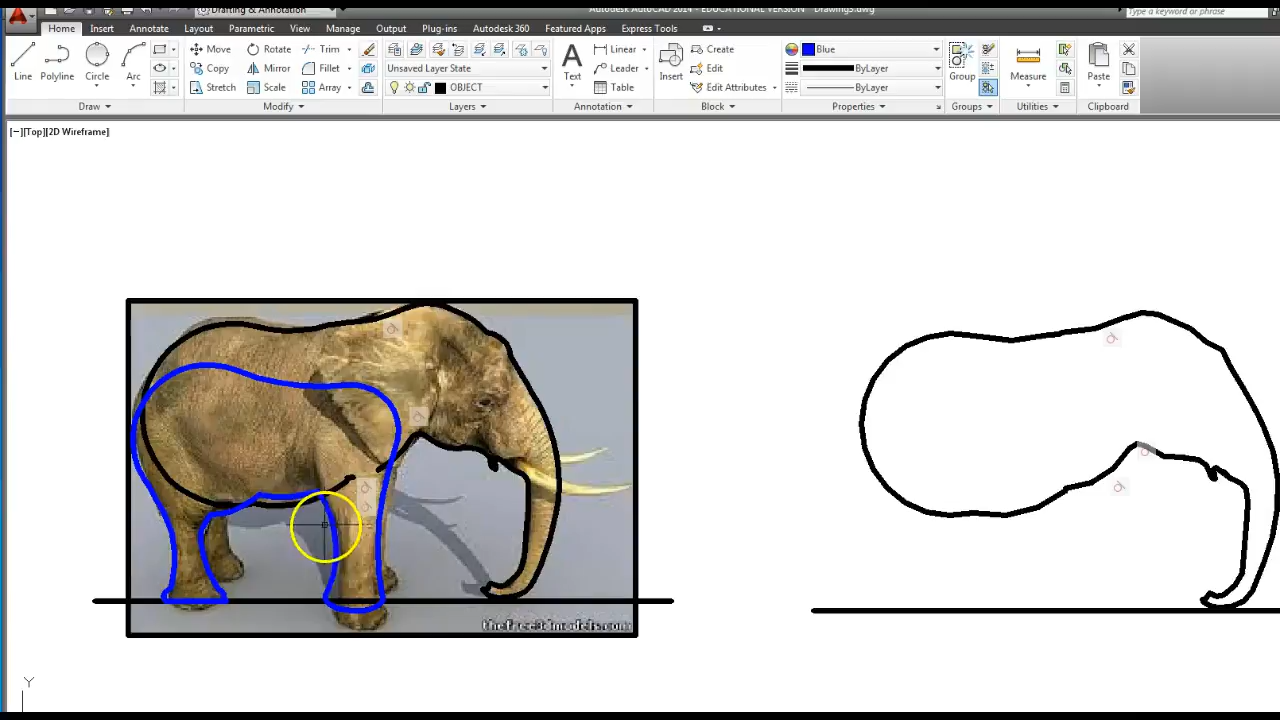 Drafting & Annotation
Autodesk AutoCAD 2014 - EDUCATIONAL VERSION Drawing3.dwg
Type a keyword or phrase
Home Insert Annotate Layout Parametric View Manage Output Plug-ins Autodesk 360 Featured Apps Express Tools
Line Polyline Circle Arc
Move Rotate Trim
Copy Mirror Fillet
Stretch Scale Array
Unsaved Layer State
OBJECT
Text
Linear
Leader
Table
Insert
Create
Edit
Edit Attributes
Blue
ByLayer
ByLayer
Group
Measure
Paste
Draw Modify Layers Annotation Block Properties Groups Utilities Clipboard
[−][Top][2D Wireframe]
Y